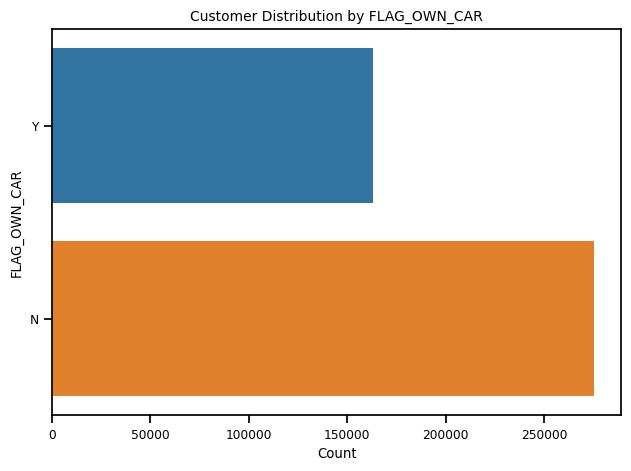 Customer Distribution by FLAG_OWN_CAR
FLAG_OWN_CAR
Y
N
0 50000 100000 150000 200000 250000
Count